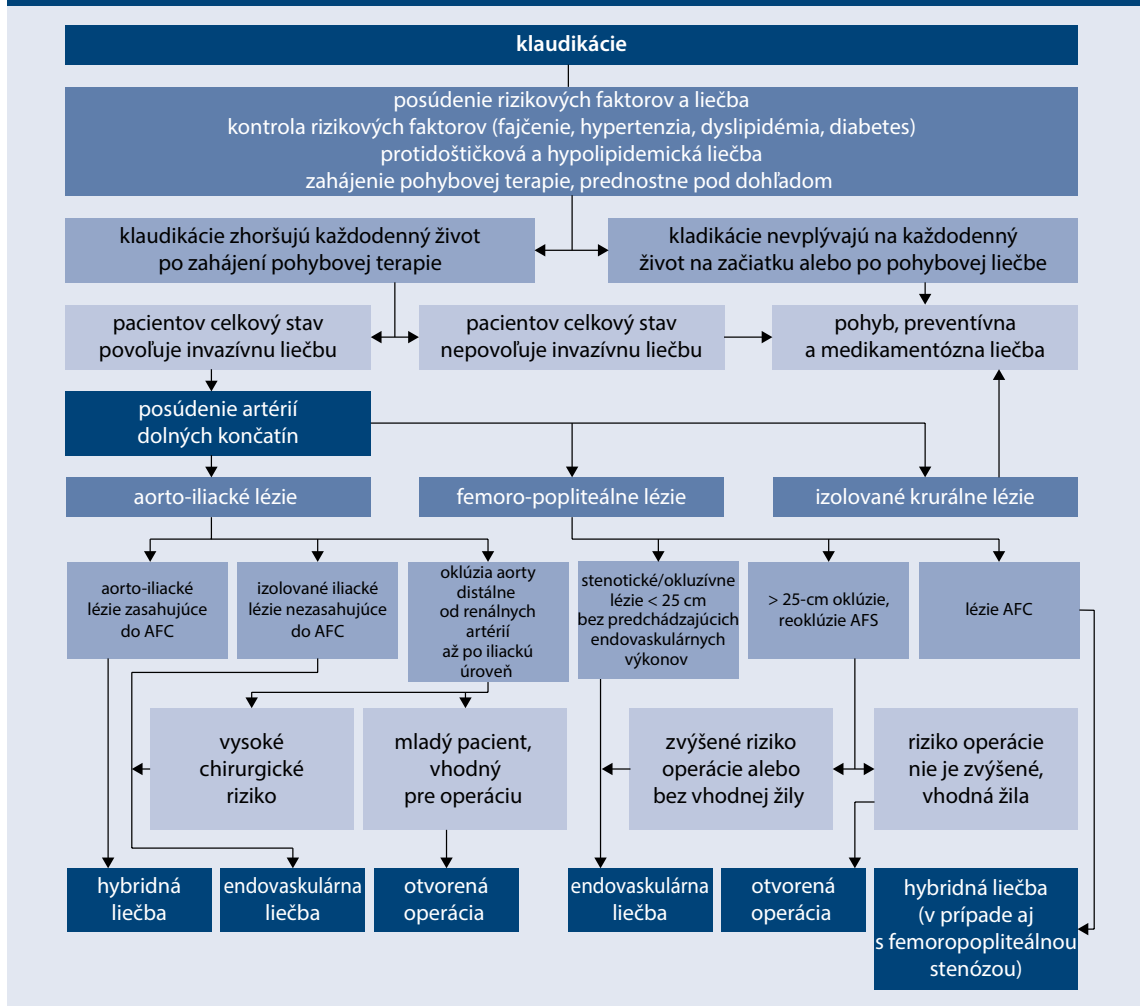 klaudikácie
posúdenie rizikových faktorov a liečba
kontrola rizikových faktorov (fajčenie, hypertenzia, dyslipidémia, diabetes)
protidoštičková a hypolipidemická liečba
zahájenie pohybovej terapie, prednostne pod dohľadom
klaudikácie zhoršujú každodenný život
po zahájení pohybovej terapie
kladikácie nevplývajú na každodenný
život na začiatku alebo po pohybovej liečbe
pacientov celkový stav
povoľuje invazívnu liečbu
pacientov celkový stav
nepovoľuje invazívnu liečbu
pohyb, preventívna
a medikamentózna liečba
posúdenie artérií
dolných končatín
aorto-iliacké lézie
femoro-popliteálne lézie
izolované krurálne lézie
aorto-iliacké
lézie zasahujúce
do AFC
izolované iliacké
lézie nezasahujúce
do AFC
oklúzia aorty
distálne
od renálnych
artérií
až po iliackú
úroveň
stenotické/okluzívne
lézie < 25 cm
bez predchádzajúcich
endovaskulárnych
výkonov
> 25-cm oklúzie,
reoklúzie AFS
lézie AFC
vysoké
chirurgické
riziko
mladý pacient,
vhodný
pre operáciu
zvýšené riziko
operácie alebo
bez vhodnej žily
riziko operácie
nie je zvýšené,
vhodná žila
hybridná
liečba
endovaskulárna
liečba
otvorená
operácia
endovaskulárna
liečba
otvorená
operácia
hybridná liečba
(v prípade aj
s femoropopliteálnou
stenózou)